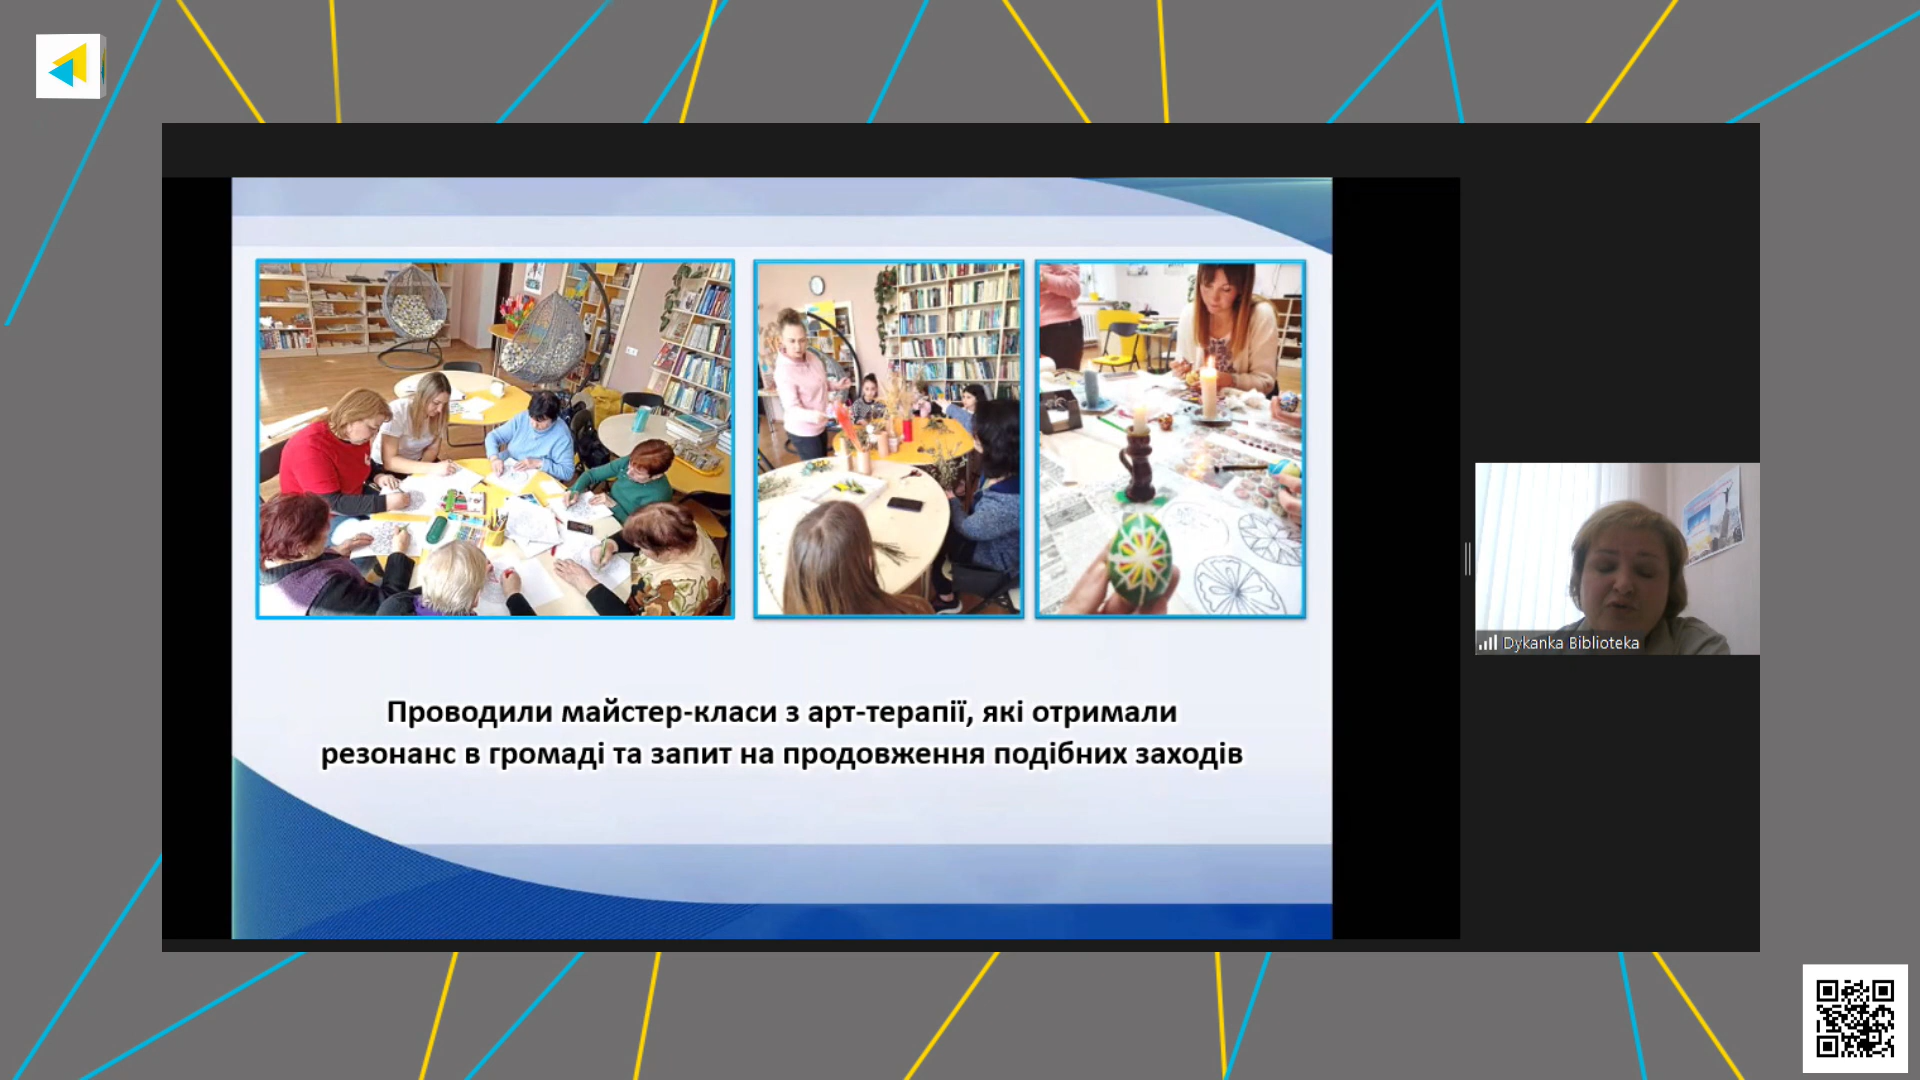 Проводили майстер-класи з арт-терапії, які отримали
резонанс в громаді та запит на продовження подібних заходів
Dykanka Biblioteka